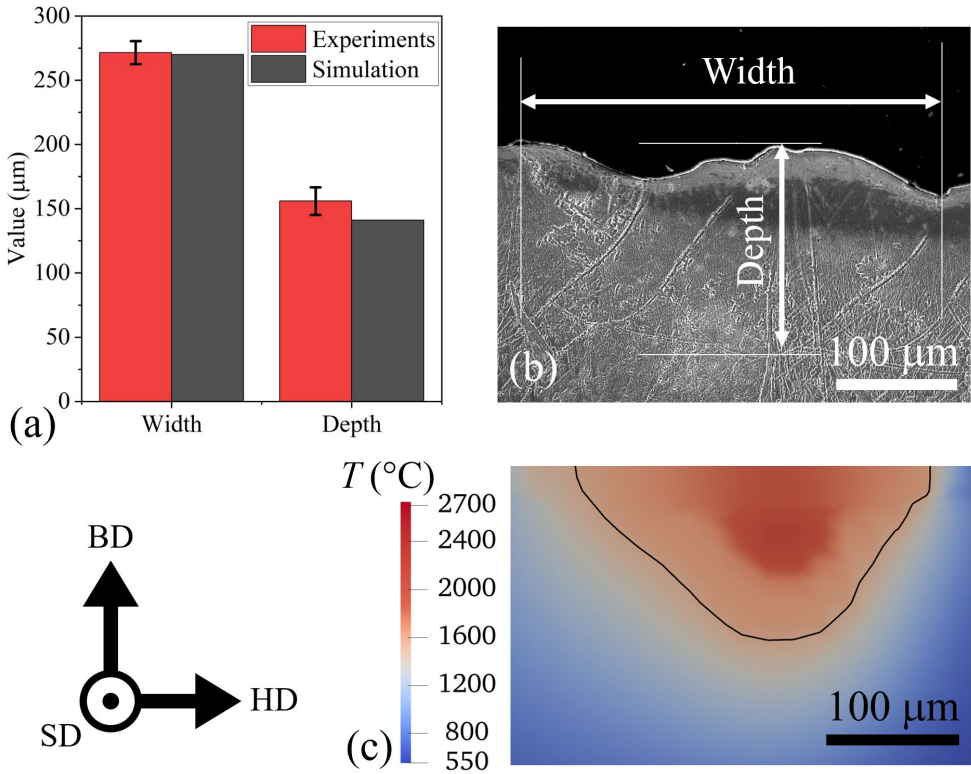 300
250
200
150
100
50
0
Value (μm)
Experiments
Simulation
Width
Depth
(a)
Width
Depth
(b)
100 μm
BD
HD
SD
T (°C)
2700
2400
2000
1600
1200
800
550
(c)
100 μm